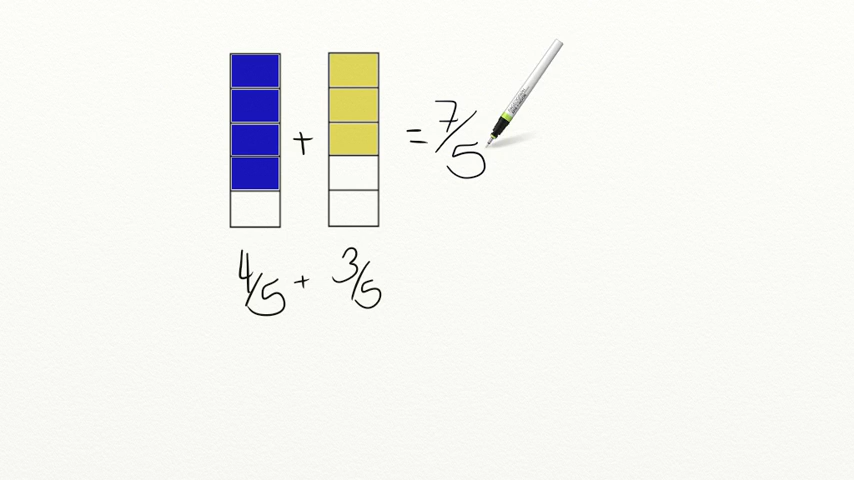 + = 7/5
4/5 + 3/5